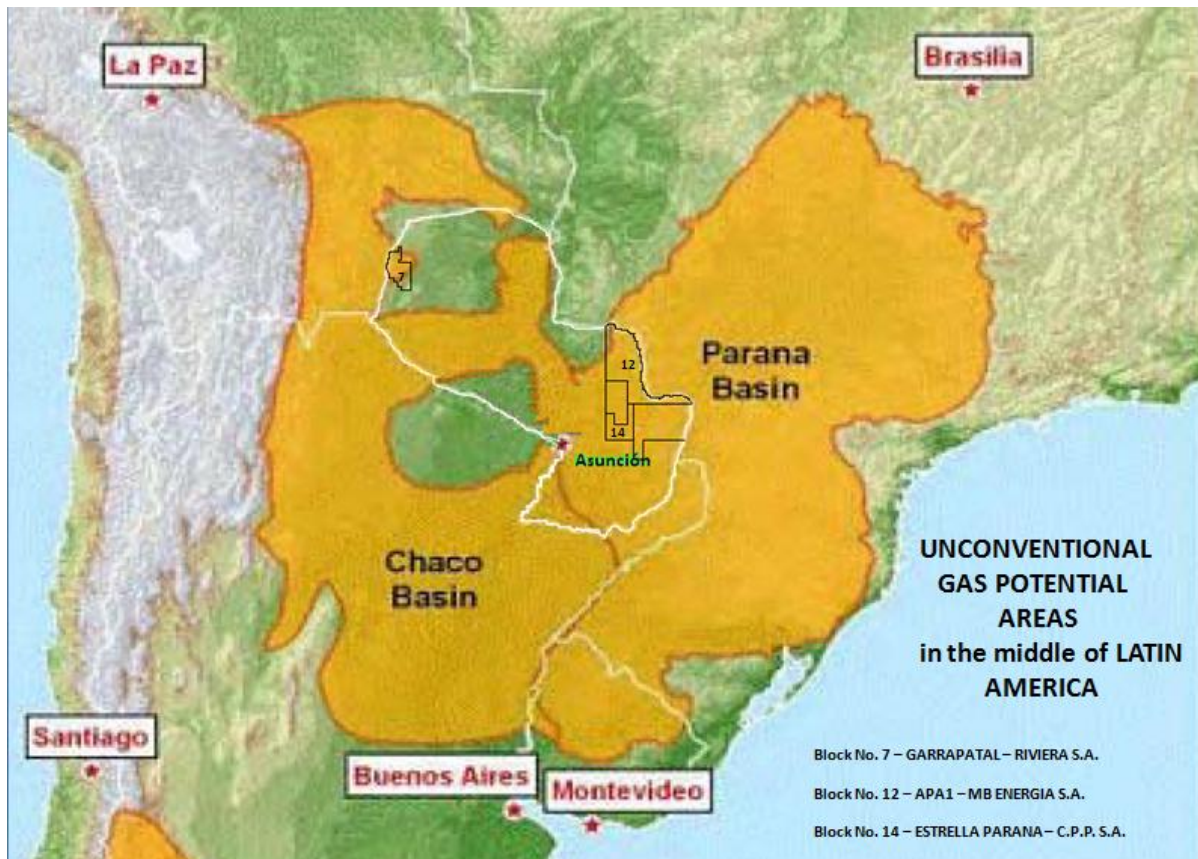 La Paz
Brasilia
7
Parana
Basin
12
14
Asunción
Chaco
Basin
UNCONVENTIONAL
GAS POTENTIAL
AREAS
in the middle of LATIN
AMERICA
Santiago
Buenos Aires
Montevideo
Block No. 7 – GARRAPATAL – RIVIERA S.A.
Block No. 12 – APA1 – MB ENERGIA S.A.
Block No. 14 – ESTRELLA PARANA – C.P.P. S.A.